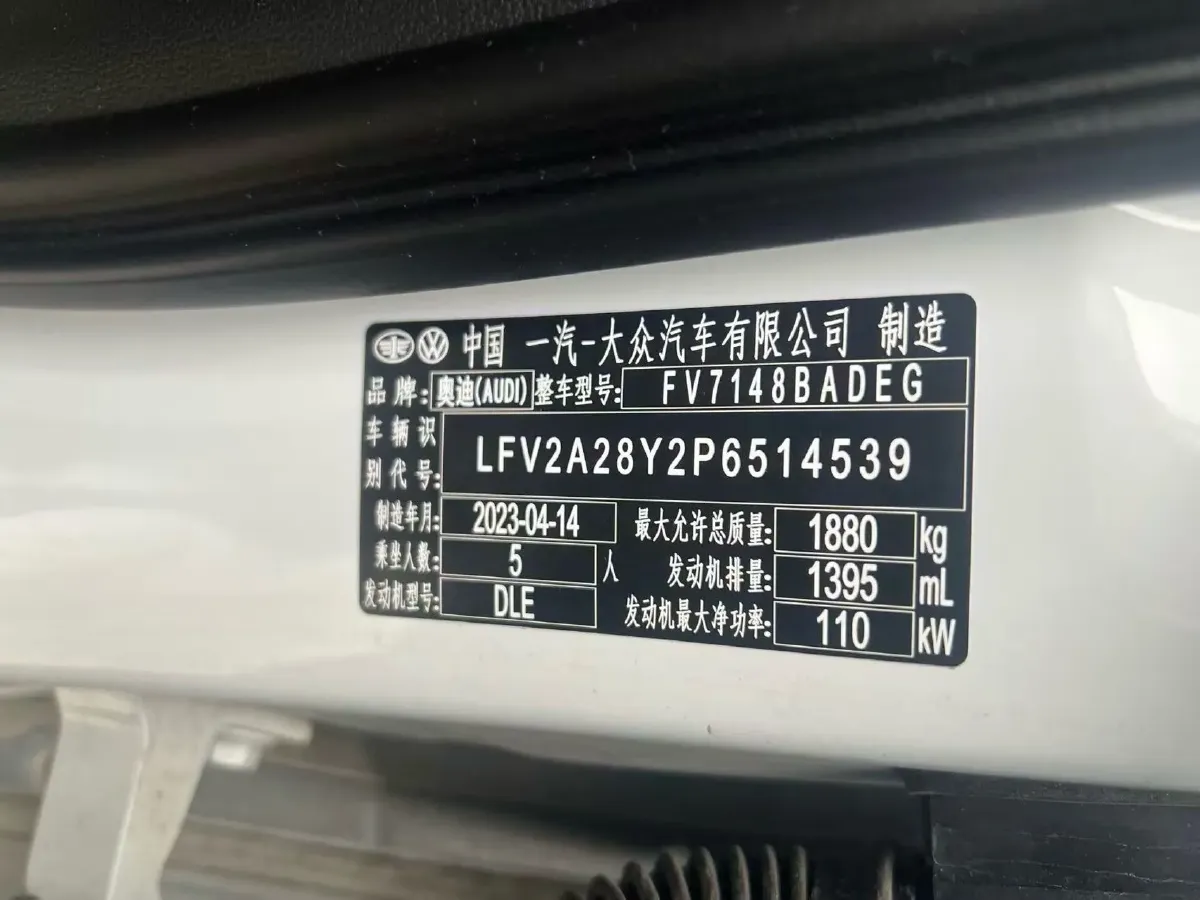 中国 一汽-大众汽车有限公司 制造
品牌: 奥迪(AUDI) 整车型号: FV7148BADEG
车辆识别代号: LFV2A28Y2P6514539
制造年月: 2023-04-14 最大允许总质量: 1880 kg
乘坐人数: 5 人 发动机排量: 1395 mL
发动机型号: DLE 发动机最大净功率: 110 kW